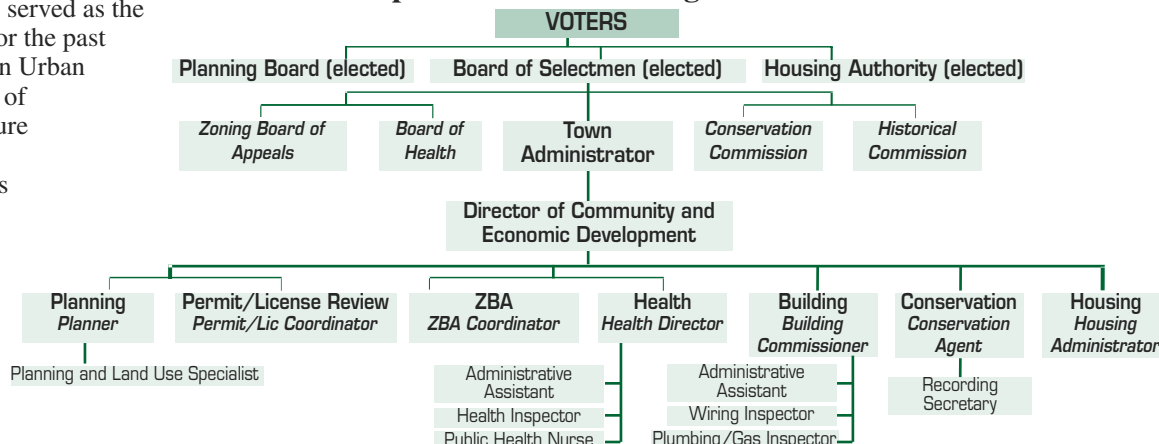 served as the
or the past
n Urban
of
ure
s
VOTERS
Planning Board (elected)
Board of Selectmen (elected)
Housing Authority (elected)
Zoning Board of
Appeals
Board of
Health
Town
Administrator
Conservation
Commission
Historical
Commission
Director of Community and
Economic Development
Planning
Planner
Permit/License Review
Permit/Lic Coordinator
ZBA
ZBA Coordinator
Health
Health Director
Building
Building
Commissioner
Conservation
Conservation
Agent
Housing
Housing
Administrator
Planning and Land Use Specialist
Administrative
Assistant
Health Inspector
Public Health Nurse
Administrative
Assistant
Wiring Inspector
Plumbing/Gas Inspector
Recording
Secretary